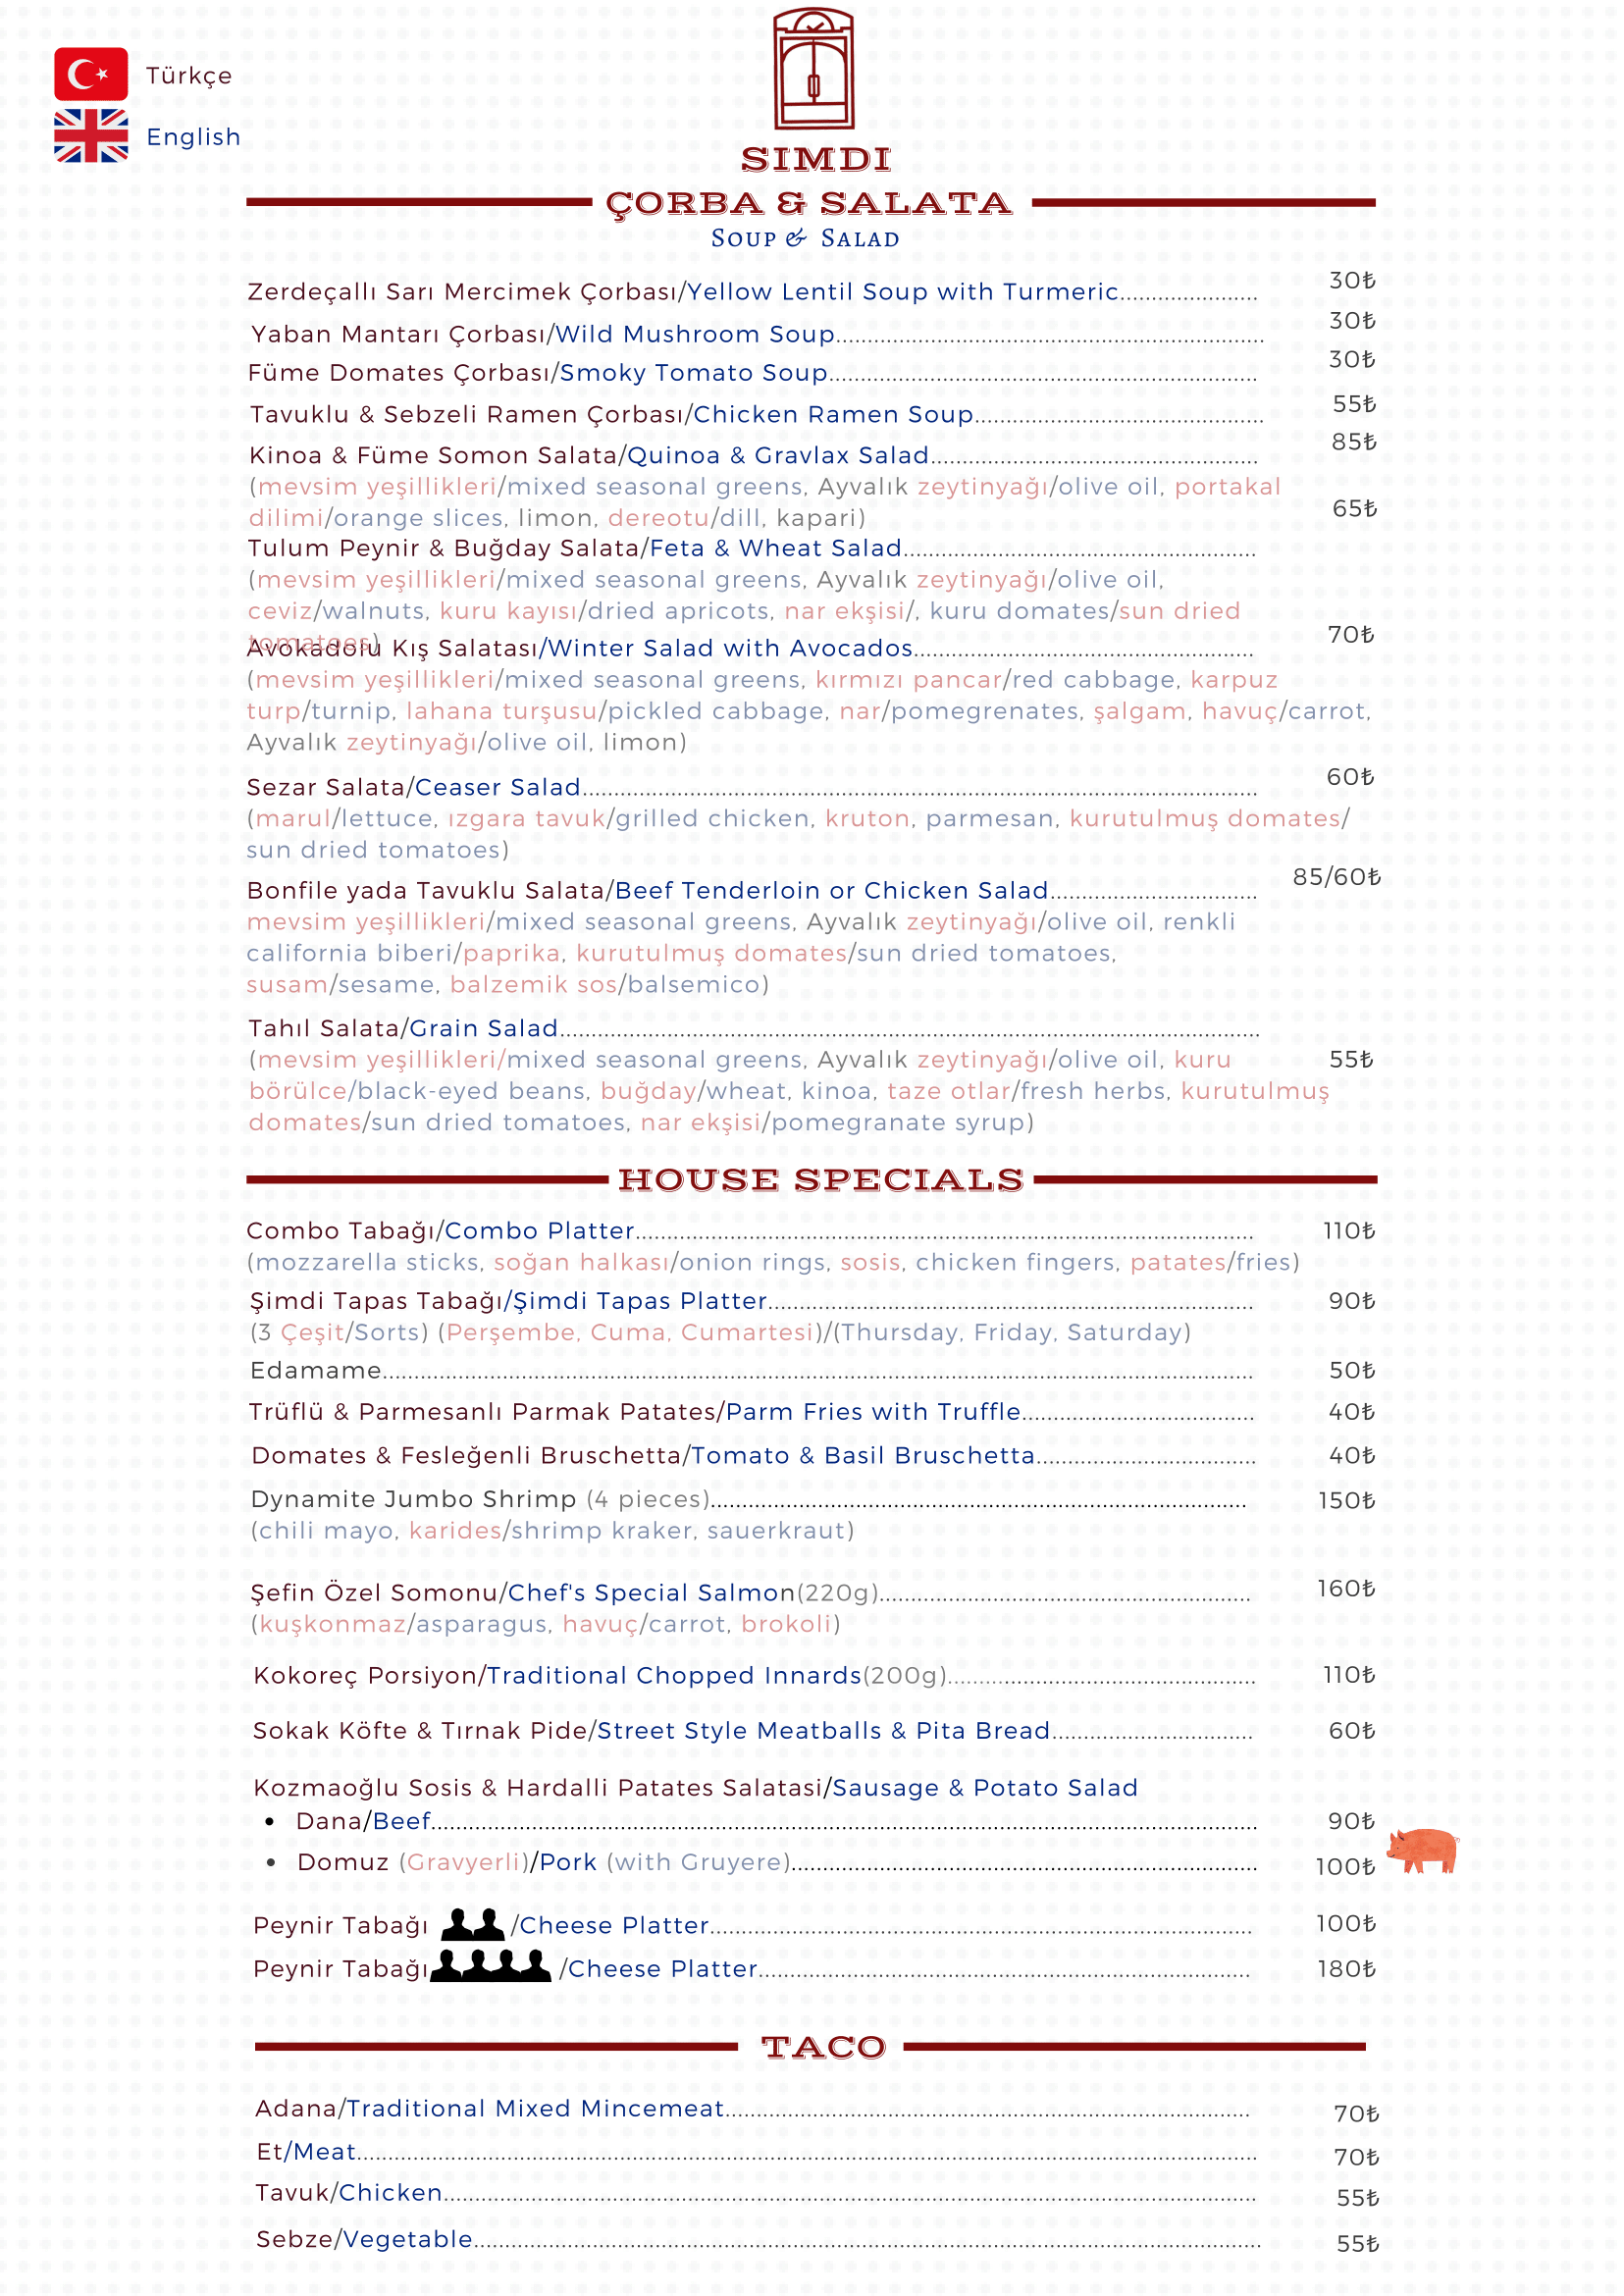 Türkçe
English
SIMDI
ÇORBA & SALATA
Soup & Salad
Zerdeçallı Sarı Mercimek Çorbası/Yellow Lentil Soup with Turmeric...................... 30₺
Yaban Mantarı Çorbası/Wild Mushroom Soup.................................................................... 30₺
Füme Domates Çorbası/Smoky Tomato Soup.................................................................... 30₺
Tavuklu & Sebzeli Ramen Çorbası/Chicken Ramen Soup.............................................. 55₺
Kinoa & Füme Somon Salata/Quinoa & Gravlax Salad.................................................... 85₺
(mevsim yeşillikleri/mixed seasonal greens, Ayvalık zeytinyağı/olive oil, portakal
dilimi/orange slices, limon, dereotu/dill, kapari) 65₺
Tulum Peynir & Buğday Salata/Feta & Wheat Salad........................................................
(mevsim yeşillikleri/mixed seasonal greens, Ayvalık zeytinyağı/olive oil,
ceviz/walnuts, kuru kayısı/dried apricots, nar ekşisi/, kuru domates/sun dried
tomatoes)
Avokadolu Kış Salatası/Winter Salad with Avocados...................................................... 70₺
(mevsim yeşillikleri/mixed seasonal greens, kırmızı pancar/red cabbage, karpuz
turp/turnip, lahana turşusu/pickled cabbage, nar/pomegrenates, şalgam, havuç/carrot,
Ayvalık zeytinyağı/olive oil, limon)
Sezar Salata/Ceaser Salad........................................................................................................... 60₺
(marul/lettuce, ızgara tavuk/grilled chicken, kruton, parmesan, kurutulmuş domates/
sun dried tomatoes)
Bonfile yada Tavuklu Salata/Beef Tenderloin or Chicken Salad................................. 85/60₺
mevsim yeşillikleri/mixed seasonal greens, Ayvalık zeytinyağı/olive oil, renkli
california biberi/paprika, kurutulmuş domates/sun dried tomatoes,
susam/sesame, balzemik sos/balsemico)
Tahıl Salata/Grain Salad...............................................................................................................
(mevsim yeşillikleri/mixed seasonal greens, Ayvalık zeytinyağı/olive oil, kuru 55₺
börülce/black-eyed beans, buğday/wheat, kinoa, taze otlar/fresh herbs, kurutulmuş
domates/sun dried tomatoes, nar ekşisi/pomegranate syrup)
HOUSE SPECIALS
Combo Tabağı/Combo Platter.................................................................................................. 110₺
(mozzarella sticks, soğan halkası/onion rings, sosis, chicken fingers, patates/fries)
Şimdi Tapas Tabağı/Şimdi Tapas Platter............................................................................. 90₺
(3 Çeşit/Sorts) (Perşembe, Cuma, Cumartesi)/(Thursday, Friday, Saturday)
Edamame.......................................................................................................................................... 50₺
Trüflü & Parmesanlı Parmak Patates/Parm Fries with Truffle..................................... 40₺
Domates & Fesleğenli Bruschetta/Tomato & Basil Bruschetta................................... 40₺
Dynamite Jumbo Shrimp (4 pieces)..................................................................................... 150₺
(chili mayo, karides/shrimp kraker, sauerkraut)
Şefin Özel Somonu/Chef's Special Salmon(220g)........................................................... 160₺
(kuşkonmaz/asparagus, havuç/carrot, brokoli)
Kokoreç Porsiyon/Traditional Chopped Innards(200g)................................................. 110₺
Sokak Köfte & Tırnak Pide/Street Style Meatballs & Pita Bread................................ 60₺
Kozmaoğlu Sosis & Hardalli Patates Salatasi/Sausage & Potato Salad
• Dana/Beef................................................................................................................................... 90₺
• Domuz (Gravyerli)/Pork (with Gruyere).......................................................................... 100₺
Peynir Tabağı /Cheese Platter...................................................................................... 100₺
Peynir Tabağı /Cheese Platter.............................................................................. 180₺
TACO
Adana/Traditional Mixed Mincemeat................................................................................... 70₺
Et/Meat............................................................................................................................................... 70₺
Tavuk/Chicken................................................................................................................................. 55₺
Sebze/Vegetable............................................................................................................................. 55₺